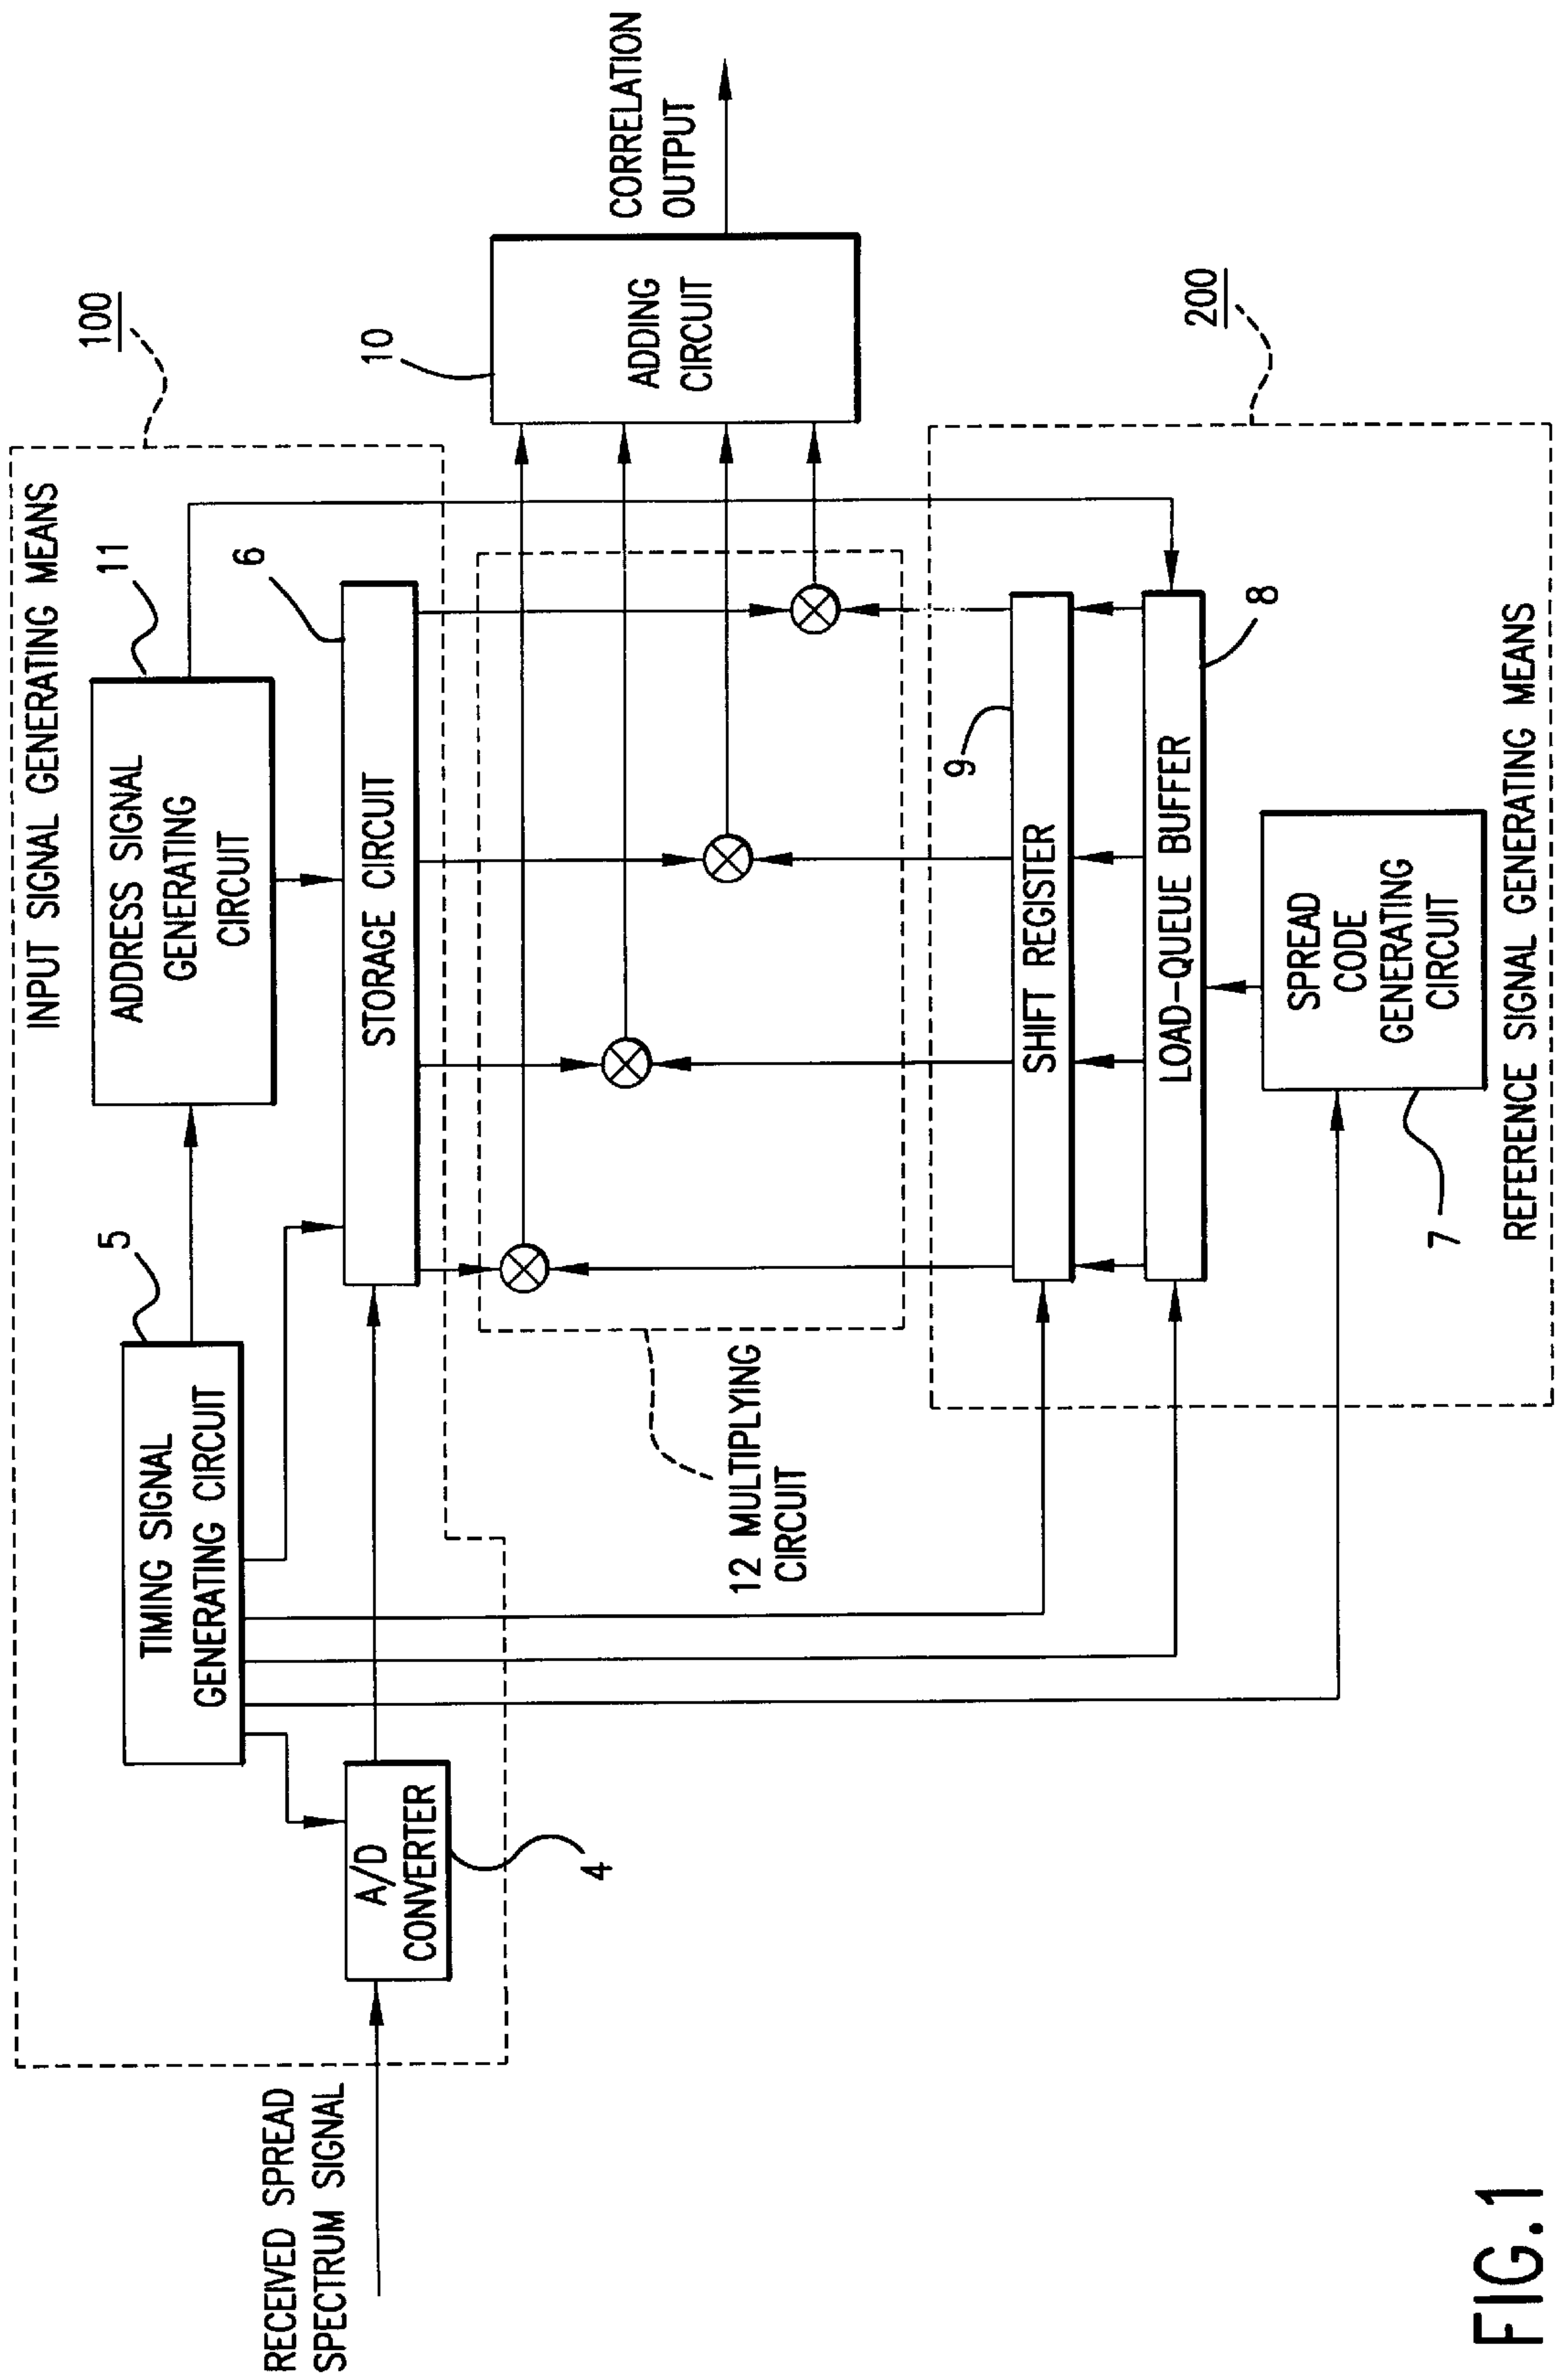 100
INPUT SIGNAL GENERATING MEANS
11
5
ADDRESS SIGNAL
GENERATING
CIRCUIT
TIMING SIGNAL
GENERATING CIRCUIT
6
STORAGE CIRCUIT
RECEIVED SPREAD
SPECTRUM SIGNAL
A/D
CONVERTER
4
10
ADDING
CIRCUIT
CORRELATION
OUTPUT
12 MULTIPLYING
CIRCUIT
200
9
SHIFT REGISTER
LOAD-QUEUE BUFFER
8
SPREAD
CODE
GENERATING
CIRCUIT
7
REFERENCE SIGNAL GENERATING MEANS
FIG.1